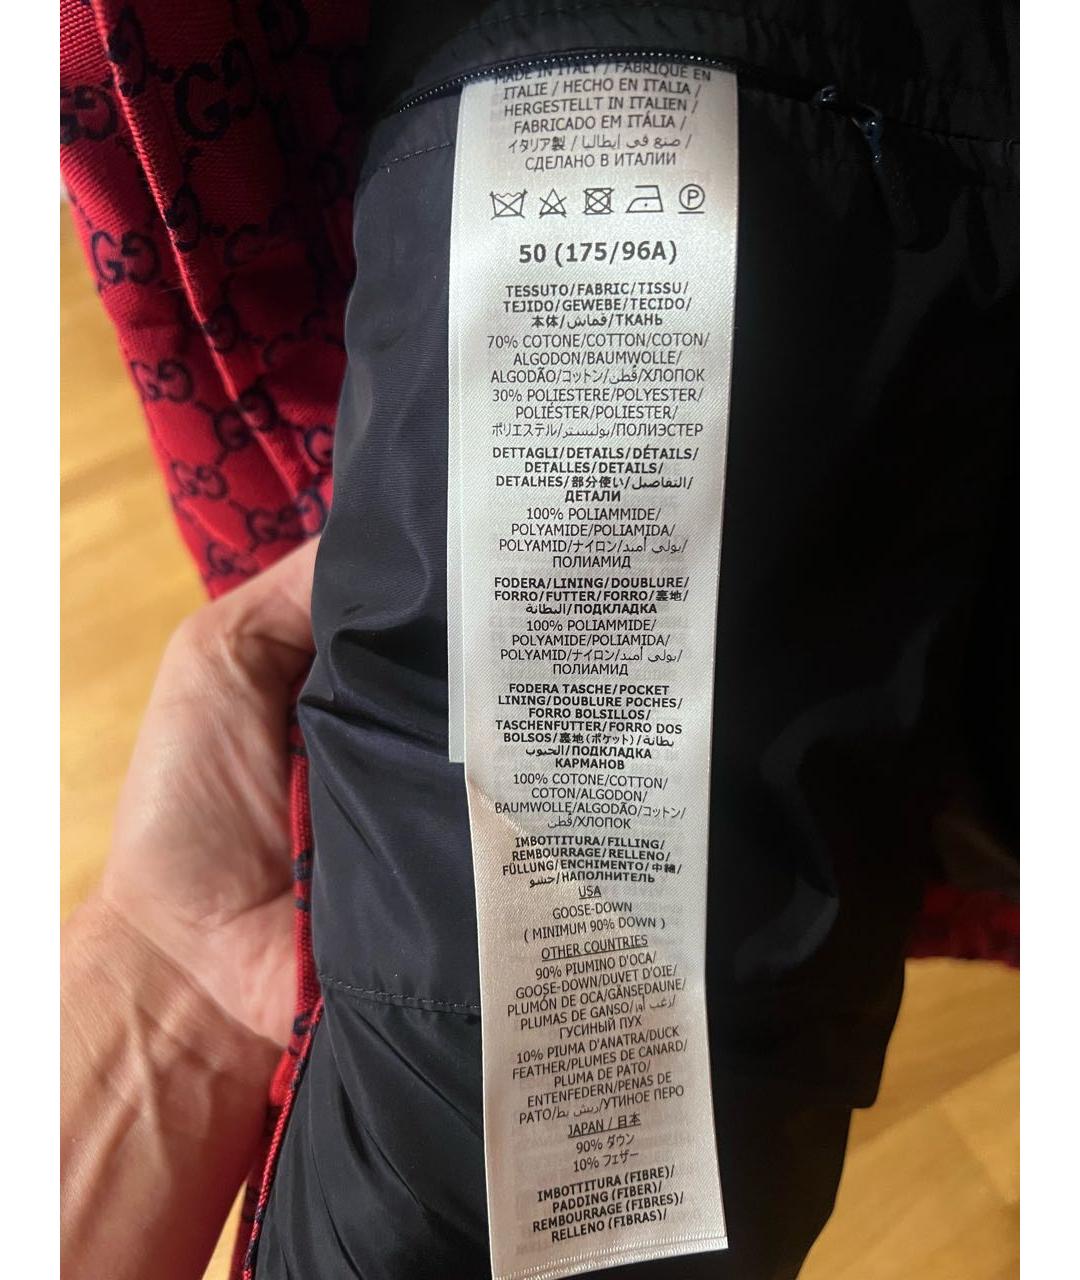 MADE IN ITALY / FABRIQUÉ EN
ITALIE / HECHO EN ITALIA /
HERGESTELLT IN ITALIEN /
FABRICADO EM ITÁLIA /
イタリア製 / صنع في إيطاليا /
СДЕЛАНО В ИТАЛИИ
P
50 (175/96A)
TESSUTO/FABRIC/TISSU/
TEJIDO/GEWEBE/TECIDO/
本体/قماش/ТКАНЬ
70% COTONE/COTTON/COTON/
ALGODON/BAUMWOLLE/
ALGODÃO/コットン/قطن/ХЛОПОК
30% POLIESTERE/POLYESTER/
POLIÉSTER/POLIESTER/
ポリエステル/بوليستر/ПОЛИЭСТЕР
DETTAGLI/DETAILS/DÉTAILS/
DETALLES/DETAILS/
DETALHES/部分使い/التفاصيل/
ДЕТАЛИ
100% POLIAMMIDE/
POLYAMIDE/POLIAMIDA/
POLYAMID/ナイロン/بولي أميد/
ПОЛИАМИД
FODERA/LINING/DOUBLURE/
FORRO/FUTTER/FORRO/裏地/
البطانة/ПОДКЛАДКА
100% POLIAMMIDE/
POLYAMIDE/POLIAMIDA/
POLYAMID/ナイロン/بولي أميد/
ПОЛИАМИД
FODERA TASCHE/POCKET
LINING/DOUBLURE POCHES/
FORRO BOLSILLOS/
TASCHENFUTTER/FORRO DOS
BOLSOS/裏地(ポケット)/بطانة
الجيوب/ПОДКЛАДКА
КАРМАНОВ
100% COTONE/COTTON/
COTON/ALGODON/
BAUMWOLLE/ALGODÃO/コットン/
قطن/ХЛОПОК
IMBOTTITURA/FILLING/
REMBOURRAGE/RELLENO/
FÜLLUNG/ENCHIMENTO/中綿/
حشو/НАПОЛНИТЕЛЬ
USA
GOOSE-DOWN
( MINIMUM 90% DOWN )
OTHER COUNTRIES
90% PIUMINO D'OCA/
GOOSE-DOWN/DUVET D'OIE/
PLUMÓN DE OCA/GÄNSEDAUNE/
PLUMAS DE GANSO/زغب أوز/
ГУСИНЫЙ ПУХ
10% PIUMA D'ANATRA/DUCK
FEATHER/PLUMES DE CANARD/
PLUMA DE PATO/
ENTENFEDERN/PENAS DE
PATO/ريش بط/УТИНОЕ ПЕРО
JAPAN / 日本
90% ダウン
10% フェザー
IMBOTTITURA (FIBRE)/
PADDING (FIBER)/
REMBOURRAGE (FIBRES)/
RELLENO (FIBRAS)/